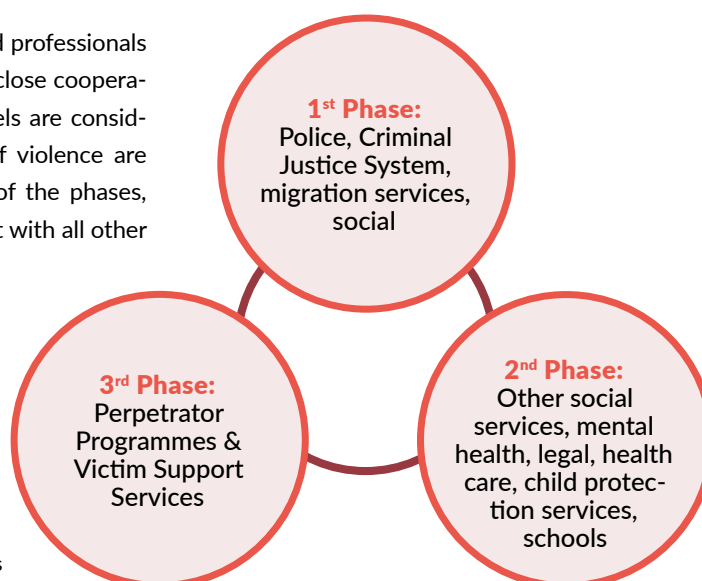 professionals
close coopera-
are consid-
violence are
of the phases,
with all other
1st Phase:
Police, Criminal
Justice System,
migration services,
social
3rd Phase:
Perpetrator
Programmes &
Victim Support
Services
2nd Phase:
Other social
services, mental
health, legal, health
care, child protec-
tion services,
schools